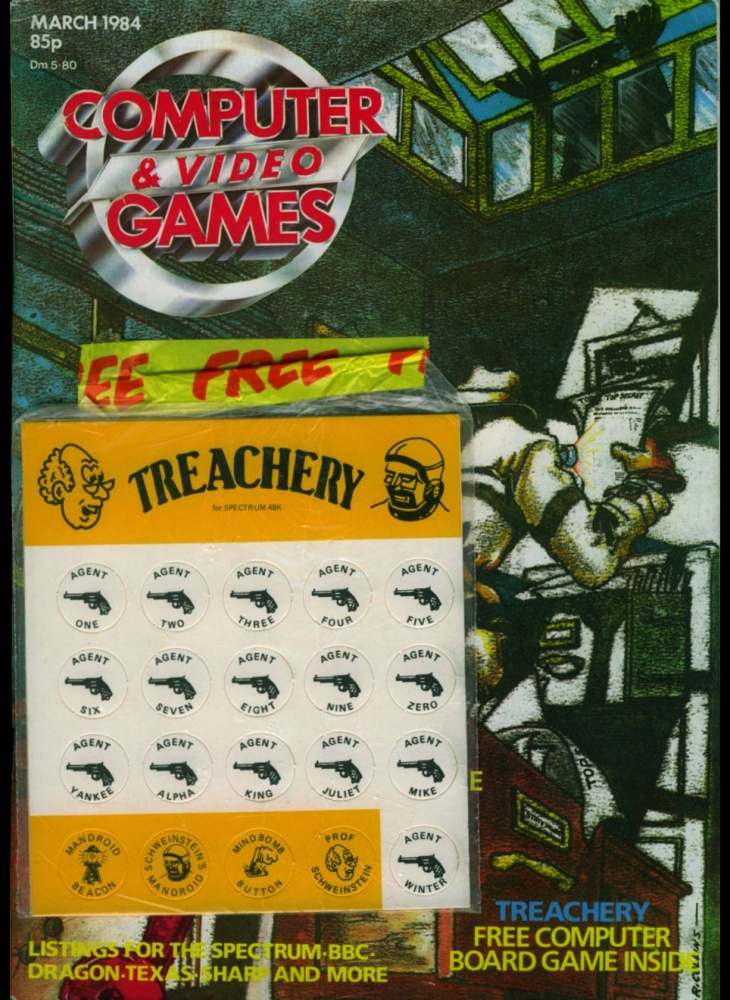 MARCH 1984
85p
Dm 5·80
COMPUTER
& VIDEO
GAMES
EE FREE F
TOP SECRET
TREACHERY
for SPECTRUM 48K
AGENT ONE
AGENT TWO
AGENT THREE
AGENT FOUR
AGENT FIVE
AGENT SIX
AGENT SEVEN
AGENT EIGHT
AGENT NINE
AGENT ZERO
AGENT YANKEE
AGENT ALPHA
AGENT KING
AGENT JULIET
AGENT MIKE
E
MANDROID BEACON
SCHWEINSTEIN'S MANDROID
MINDBOMB BUTTON
PROF SCHWEINSTEIN
AGENT WINTER
TREACHERY
FREE COMPUTER
BOARD GAME INSIDE
LISTINGS FOR THE SPECTRUM·BBC·
DRAGON·TEXAS·SHARP AND MORE